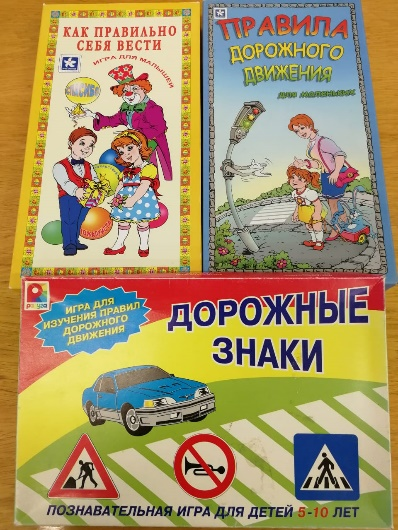 КАК ПРАВИЛЬНО
СЕБЯ ВЕСТИ
ИГРА ДЛЯ МАЛЫШЕЙ
СПАСИБО
ПРАВИЛА
ДОРОЖНОГО
ДВИЖЕНИЯ
для маленьких
ИГРА ДЛЯ
ИЗУЧЕНИЯ ПРАВИЛ
ДОРОЖНОГО
ДВИЖЕНИЯ
ДОРОЖНЫЕ
ЗНАКИ
ПОЗНАВАТЕЛЬНАЯ ИГРА ДЛЯ ДЕТЕЙ 5-10 ЛЕТ